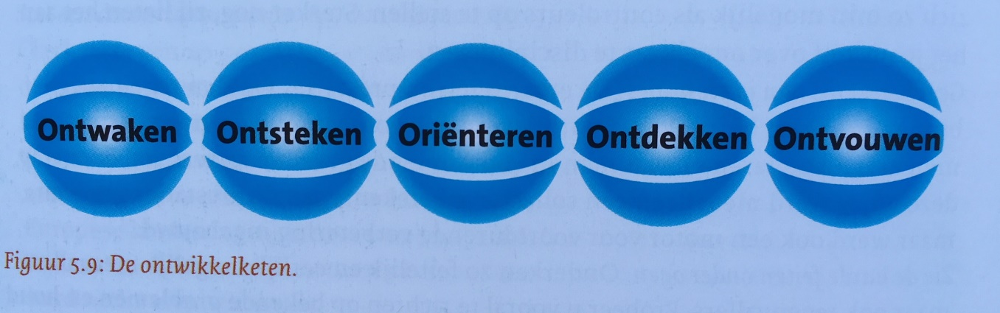 Ontwaken Ontsteken Oriënteren Ontdekken Ontvouwen
Figuur 5.9: De ontwikkelketen.